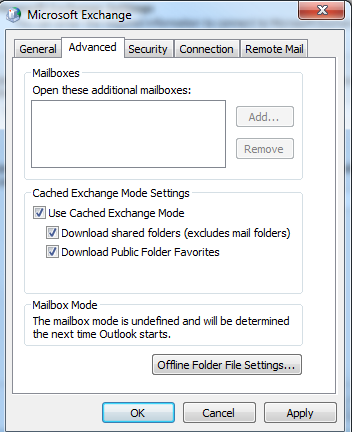 Microsoft Exchange
General Advanced Security Connection Remote Mail
Mailboxes
Open these additional mailboxes:
Add...
Remove
Cached Exchange Mode Settings
Use Cached Exchange Mode
Download shared folders (excludes mail folders)
Download Public Folder Favorites
Mailbox Mode
The mailbox mode is undefined and will be determined
the next time Outlook starts.
Offline Folder File Settings...
OK Cancel Apply